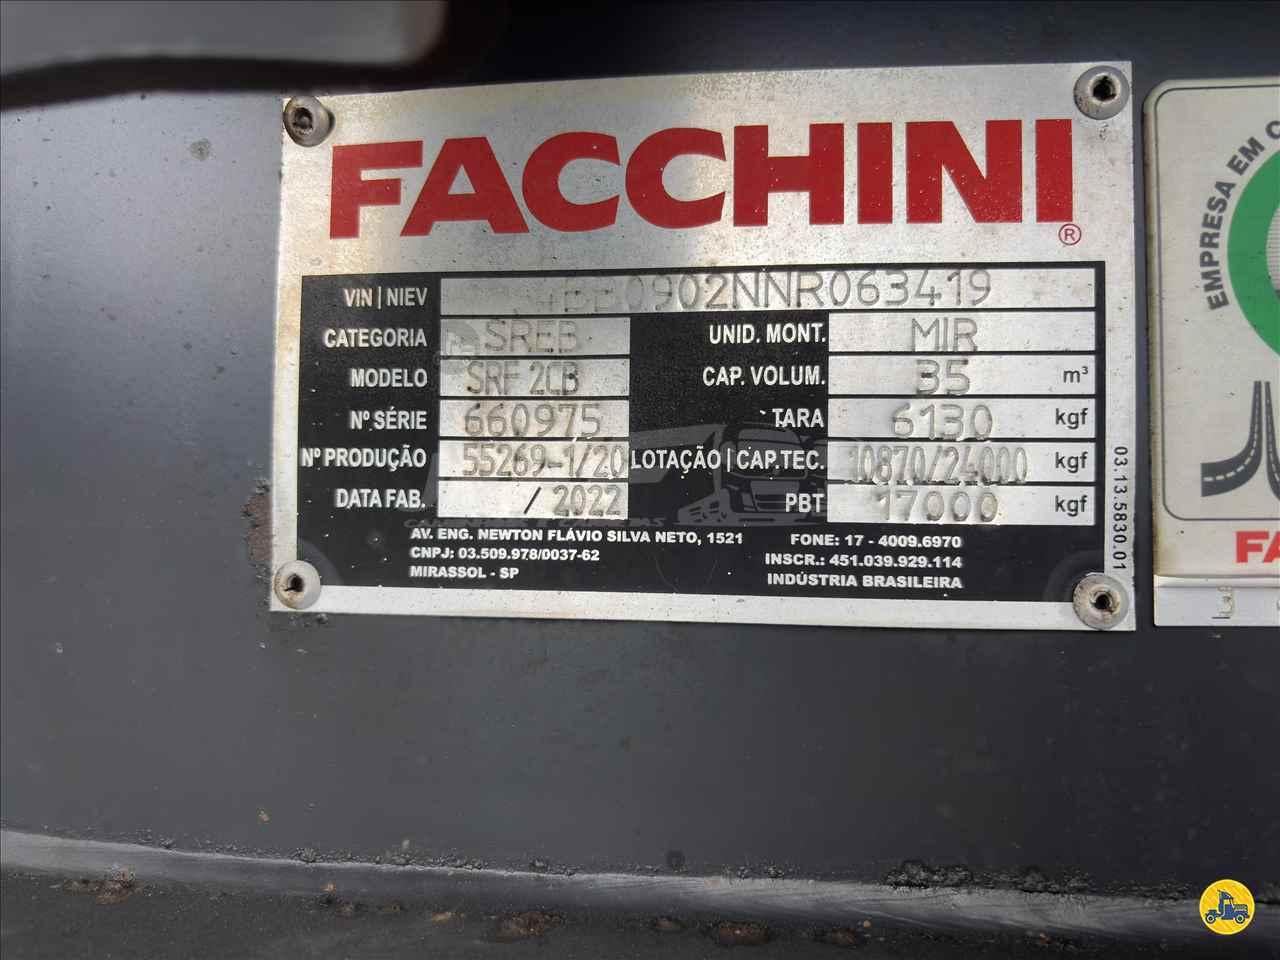 FACCHINI®
VIN | NIEV 0902NNR063419
CATEGORIA SREB UNID. MONT. MIR
MODELO SRF 2CB CAP. VOLUM. 35 m³
Nº SÉRIE 660975 TARA 6130 kgf
Nº PRODUÇÃO 55269-1/20 LOTAÇÃO | CAP.TEC. 10870/24000 kgf
DATA FAB. / 2022 PBT 17000 kgf
AV. ENG. NEWTON FLÁVIO SILVA NETO, 1521 FONE: 17 - 4009.6970
CNPJ: 03.509.978/0037-62 INSCR.: 451.039.929.114
MIRASSOL - SP INDÚSTRIA BRASILEIRA
03.13.5830.01
EMPRESA EM
FA
3